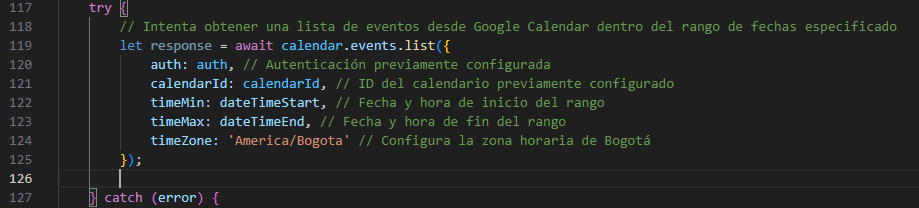 117 try {
118 // Intenta obtener una lista de eventos desde Google Calendar dentro del rango de fechas especificado
119 let response = await calendar.events.list({
120 auth: auth, // Autenticación previamente configurada
121 calendarId: calendarId, // ID del calendario previamente configurado
122 timeMin: dateTimeStart, // Fecha y hora de inicio del rango
123 timeMax: dateTimeEnd, // Fecha y hora de fin del rango
124 timeZone: 'America/Bogota' // Configura la zona horaria de Bogotá
125 });
126
127 } catch (error) {